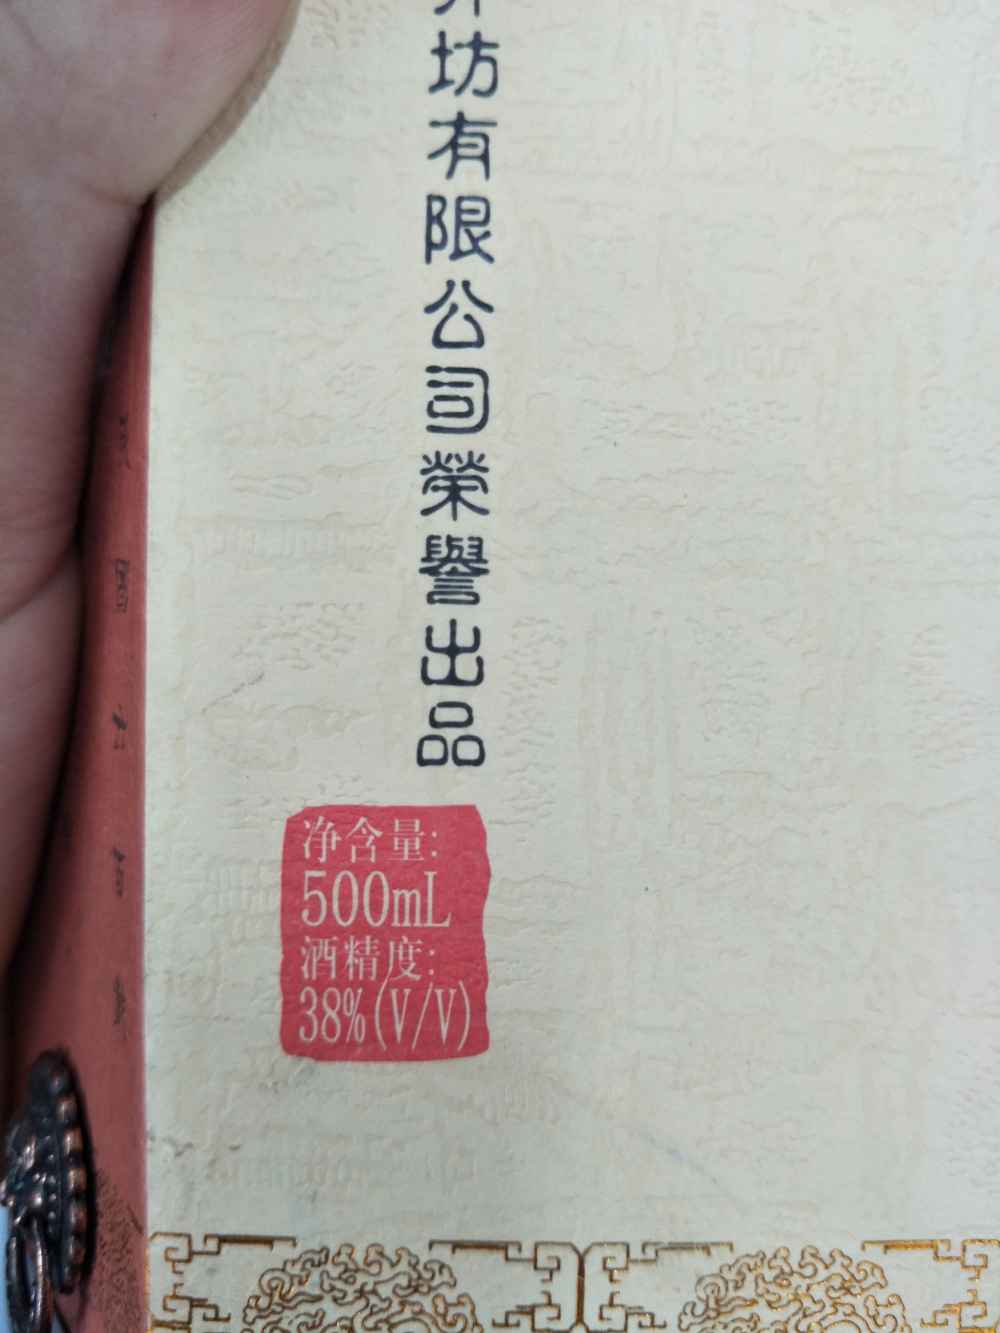 坊有限公司榮譽出品
净含量:
500mL
酒精度:
38%(V/V)